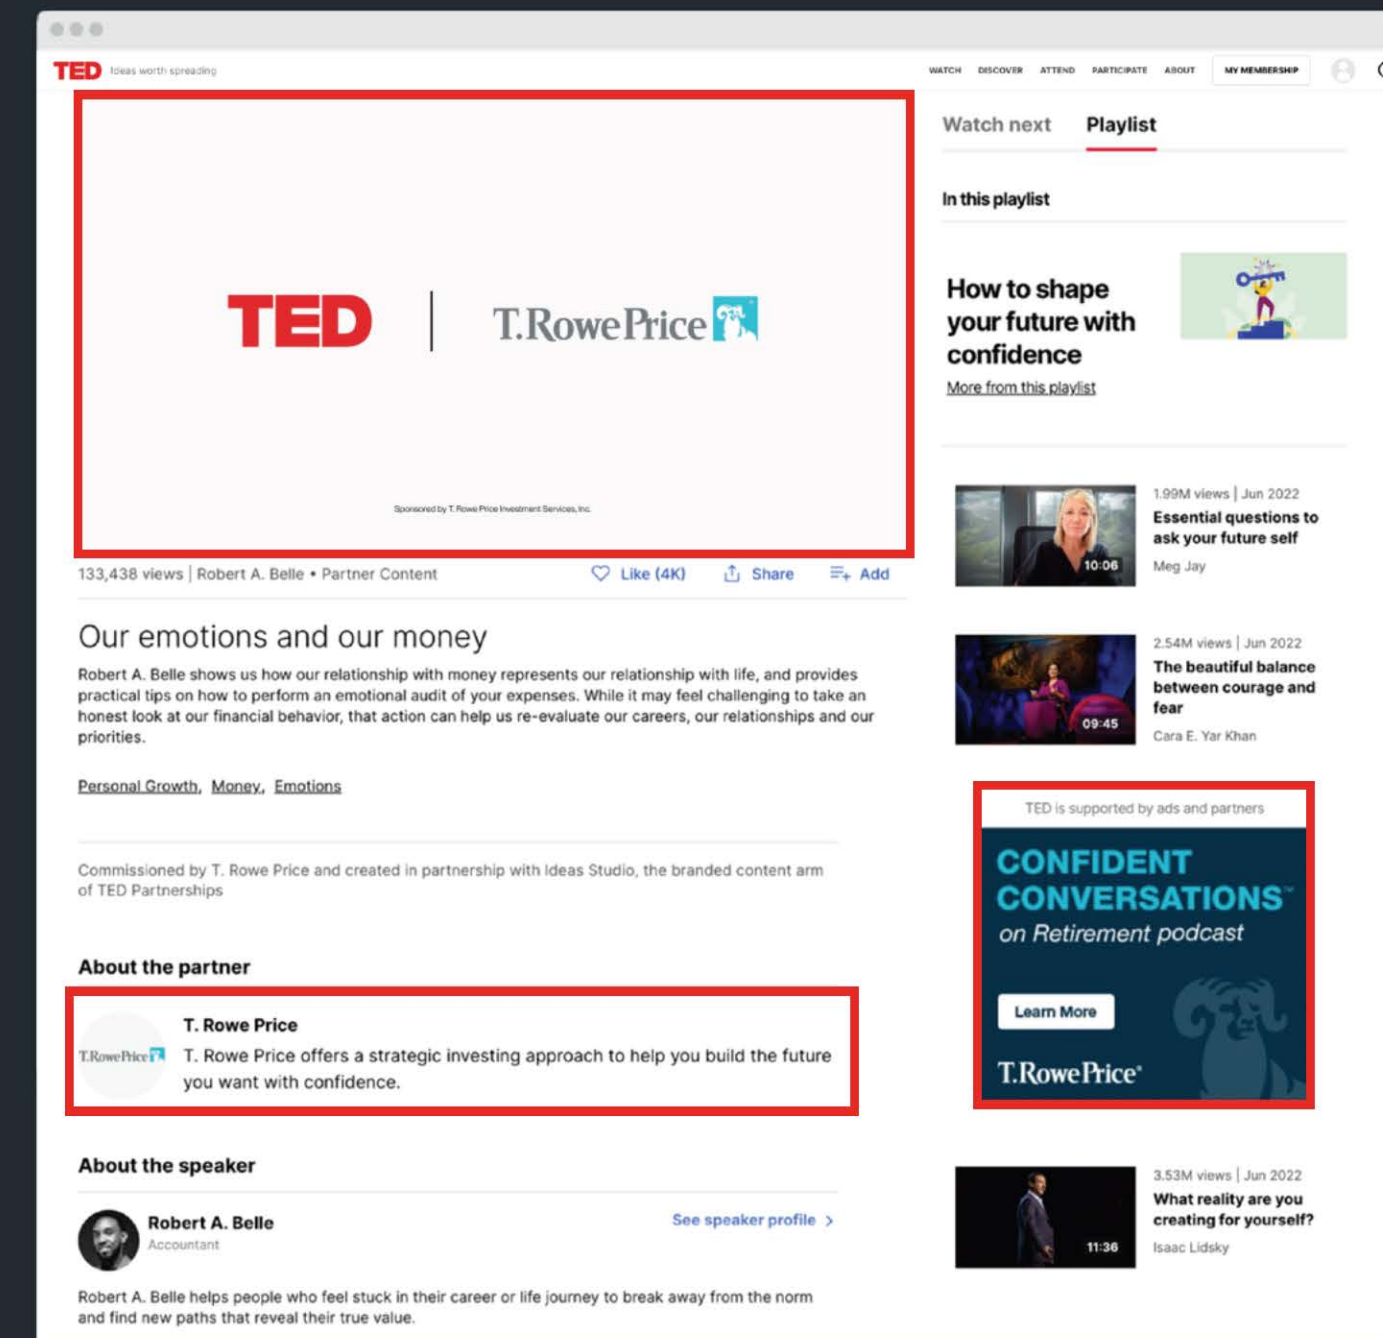 TED Ideas worth spreading
WATCH DISCOVER ATTEND PARTICIPATE ABOUT MY MEMBERSHIP
TED | T.RowePrice
Sponsored by T. Rowe Price Investment Services, Inc.
133,438 views | Robert A. Belle • Partner Content
Like (4K) Share Add
Our emotions and our money
Robert A. Belle shows us how our relationship with money represents our relationship with life, and provides
practical tips on how to perform an emotional audit of your expenses. While it may feel challenging to take an
honest look at our financial behavior, that action can help us re-evaluate our careers, our relationships and our
priorities.
Personal Growth, Money, Emotions
Commissioned by T. Rowe Price and created in partnership with Ideas Studio, the branded content arm
of TED Partnerships
About the partner
T.RowePrice
T. Rowe Price
T. Rowe Price offers a strategic investing approach to help you build the future
you want with confidence.
About the speaker
Robert A. Belle
Accountant
See speaker profile >
Robert A. Belle helps people who feel stuck in their career or life journey to break away from the norm
and find new paths that reveal their true value.
Watch next Playlist
In this playlist
How to shape
your future with
confidence
More from this playlist
10:06
1.99M views | Jun 2022
Essential questions to
ask your future self
Meg Jay
09:45
2.54M views | Jun 2022
The beautiful balance
between courage and
fear
Cara E. Yar Khan
TED is supported by ads and partners
CONFIDENT
CONVERSATIONS™
on Retirement podcast
Learn More
T.RowePrice®
11:36
3.53M views | Jun 2022
What reality are you
creating for yourself?
Isaac Lidsky